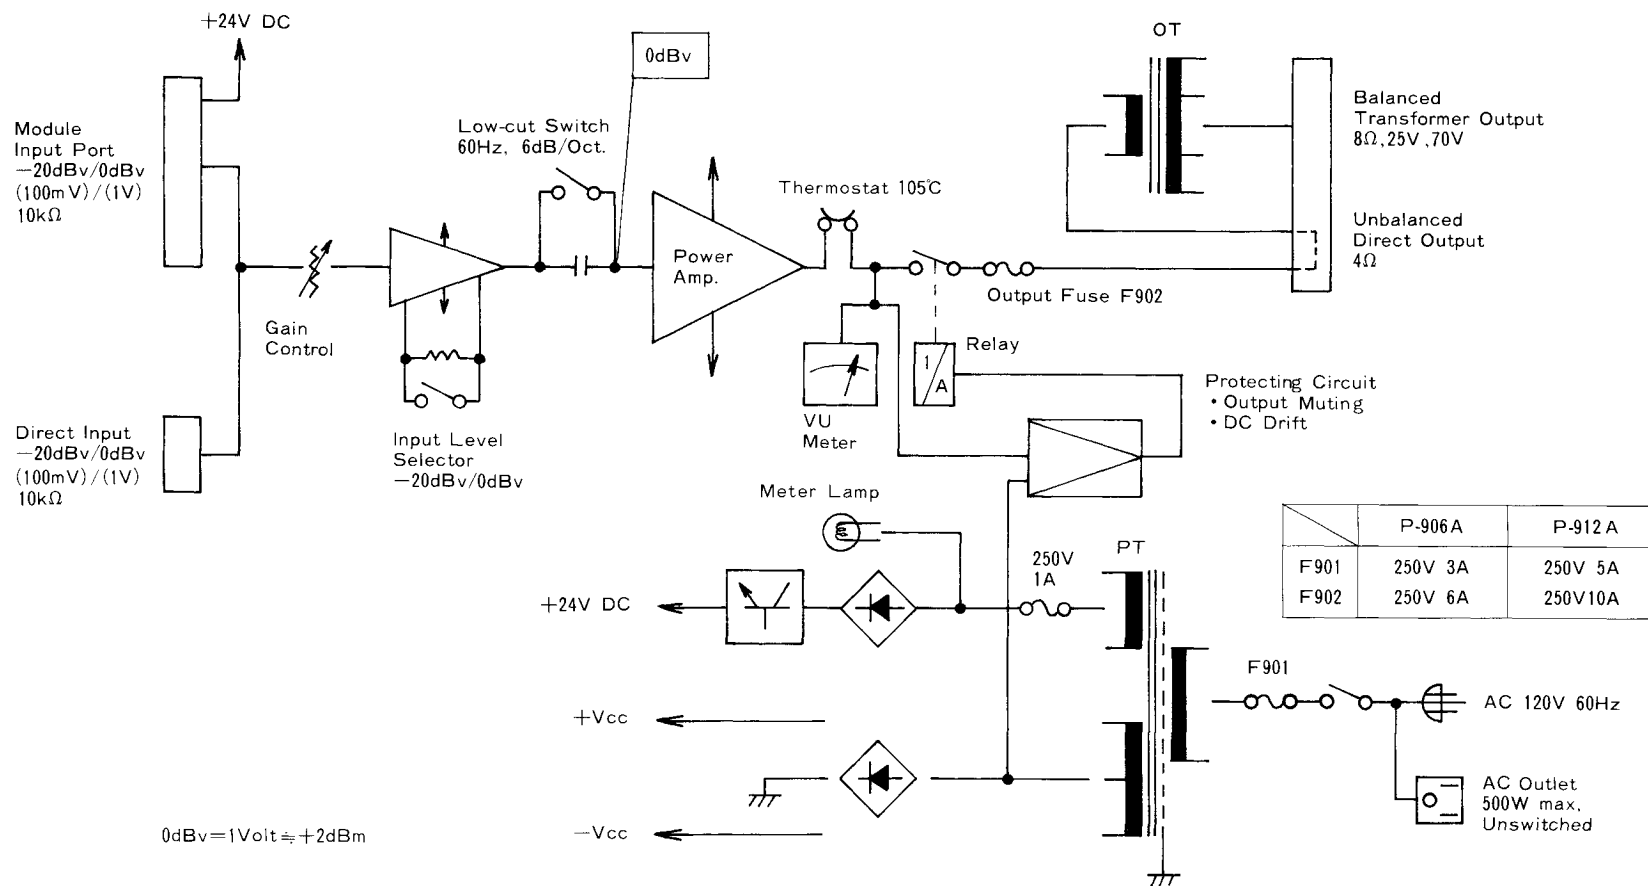 +24V DC
Module
Input Port
−20dBv/0dBv
(100mV)/(1V)
10kΩ
Low-cut Switch
60Hz, 6dB/Oct.
0dBv
Gain
Control
Direct Input
−20dBv/0dBv
(100mV)/(1V)
10kΩ
Input Level
Selector
−20dBv/0dBv
Power
Amp.
Thermostat 105℃
Output Fuse F902
VU
Meter
Relay
1/A
OT
Balanced
Transformer Output
8Ω,25V,70V
Unbalanced
Direct Output
4Ω
Protecting Circuit
• Output Muting
• DC Drift
Meter Lamp
+24V DC
250V
1A
PT
+Vcc
−Vcc
P-906A P-912A
F901 250V 3A 250V 5A
F902 250V 6A 250V10A
F901
AC 120V 60Hz
AC Outlet
500W max,
Unswitched
0dBv=1Volt≒+2dBm